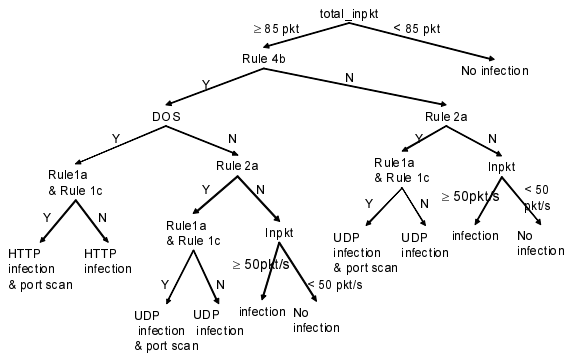 total_inpkt
≥ 85 pkt
< 85 pkt
Rule 4b
No infection
Y
N
DOS
Rule 2a
Y
N
Y
N
Rule1a
& Rule 1c
Rule 2a
Rule1a
& Rule 1c
Inpkt
Y
N
Y
N
Y
N
≥ 50pkt/s
< 50
pkt/s
HTTP
infection
& port scan
HTTP
infection
Rule1a
& Rule 1c
Inpkt
UDP
infection
& port scan
UDP
infection
infection
No
infection
Y
N
≥ 50pkt/s
< 50 pkt/s
UDP
infection
& port scan
UDP
infection
infection
No
infection